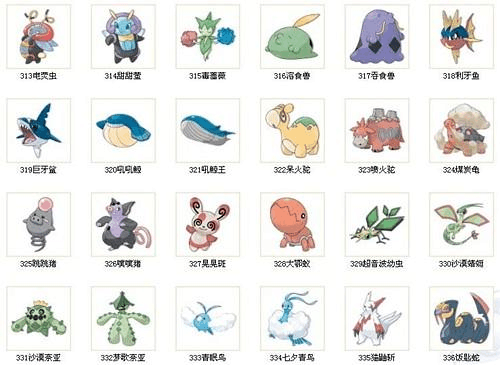 313电萤虫
314甜甜萤
315毒蔷薇
316溶食兽
317吞食兽
318利牙鱼
319巨牙鲨
320吼吼鲸
321吼鲸王
322呆火驼
323喷火驼
324煤炭龟
325跳跳猪
326噗噗猪
327晃晃斑
328大颚蚁
329超音波幼虫
330沙漠蜻蜓
331沙漠奈亚
332梦歌奈亚
333青绵鸟
334七夕青鸟
335猫鼬斩
336饭匙蛇